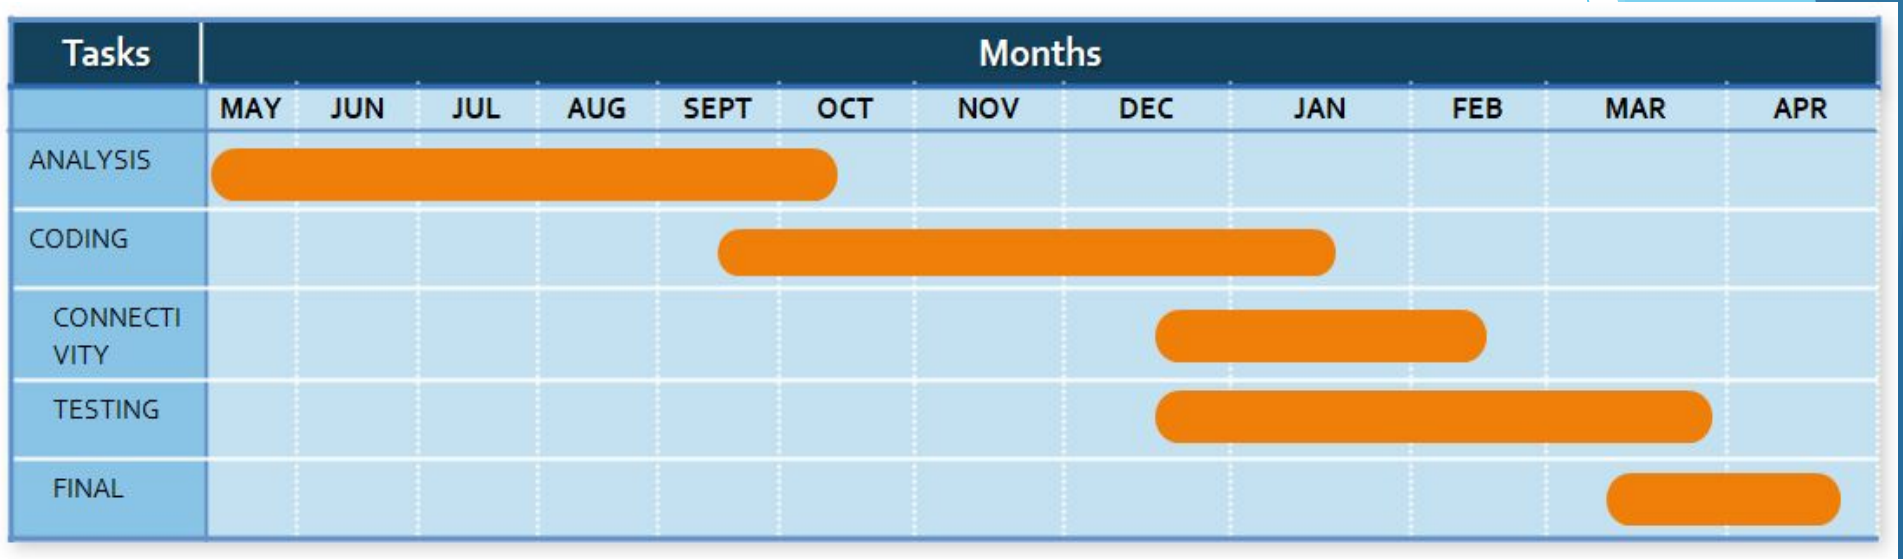 Tasks Months
MAY JUN JUL AUG SEPT OCT NOV DEC JAN FEB MAR APR
ANALYSIS
CODING
CONNECTI
VITY
TESTING
FINAL